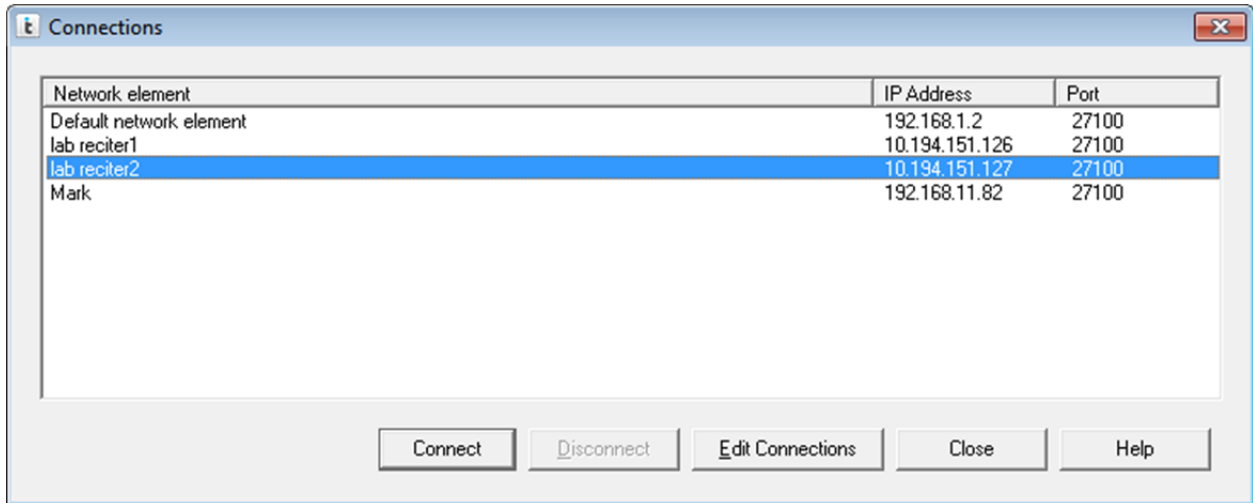 Connections
Network element IP Address Port
Default network element 192.168.1.2 27100
lab reciter1 10.194.151.126 27100
lab reciter2 10.194.151.127 27100
Mark 192.168.11.82 27100
Connect Disconnect Edit Connections Close Help